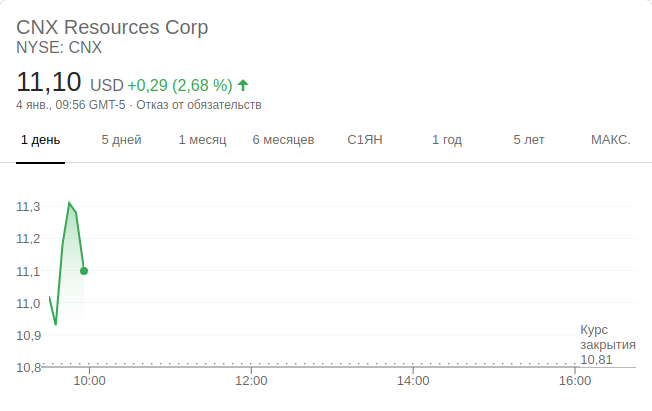 CNX Resources Corp
NYSE: CNX
11,10 USD +0,29 (2,68 %)
4 янв., 09:56 GMT-5 · Отказ от обязательств
1 день 5 дней 1 месяц 6 месяцев С1ЯН 1 год 5 лет МАКС.
11,3
11,2
11,1
11,0
10,9
10,8
Курс
закрытия
10,81
10:00 12:00 14:00 16:00